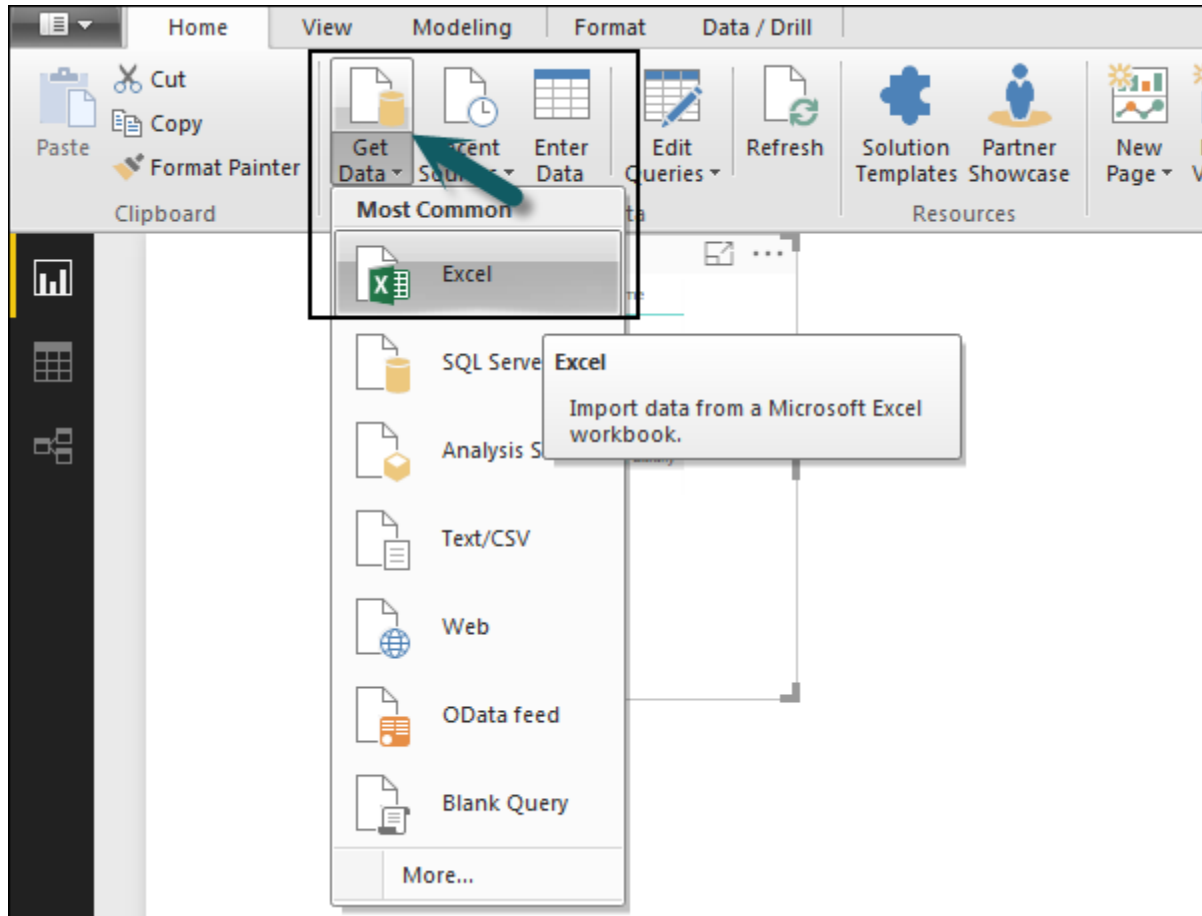 Home View Modeling Format Data / Drill
Cut
Copy
Format Painter
Paste
Clipboard
Get
Data
Enter
Data
Edit
Queries
Refresh
Solution
Templates
Partner
Showcase
Resources
New
Page
Most Common
Excel
SQL Serve
Excel
Import data from a Microsoft Excel
workbook.
Analysis S
Text/CSV
Web
OData feed
Blank Query
More...